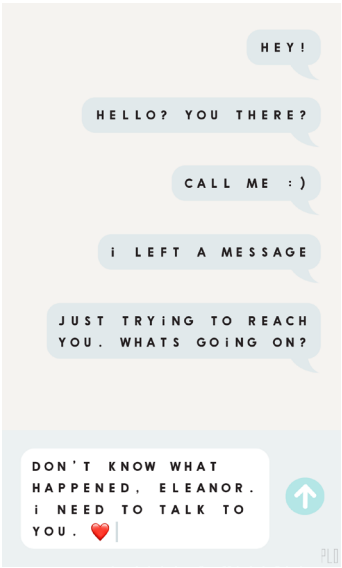 HEY!
HELLO? YOU THERE?
CALL ME :)
i LEFT A MESSAGE
JUST TRYiNG TO REACH
YOU. WHATS GOiNG ON?
DON'T KNOW WHAT
HAPPENED, ELEANOR.
i NEED TO TALK TO
YOU. ❤️